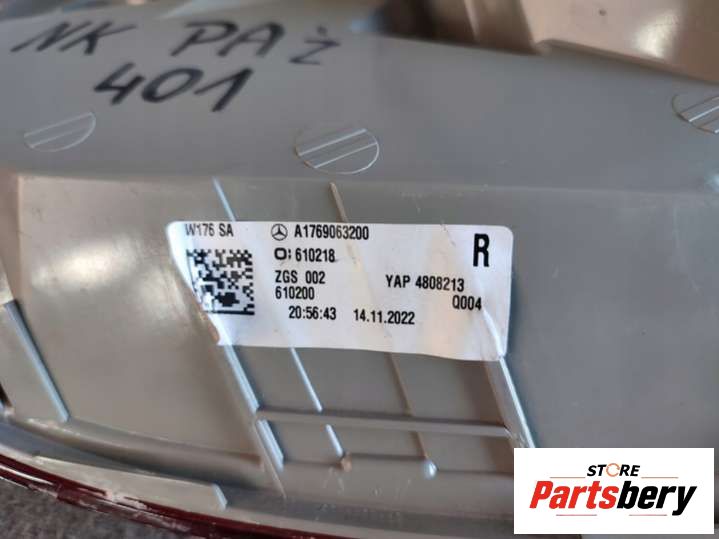 NK PAŻ
401
W176 SA
A1769063200
O: 610218
R
ZGS 002
YAP 4808213
610200
Q004
20:56:43 14.11.2022
STORE
Partsbery